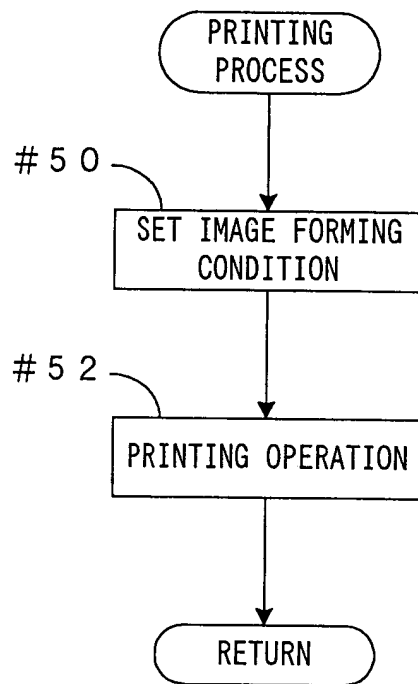 PRINTING
PROCESS
#50
SET IMAGE FORMING
CONDITION
#52
PRINTING OPERATION
RETURN